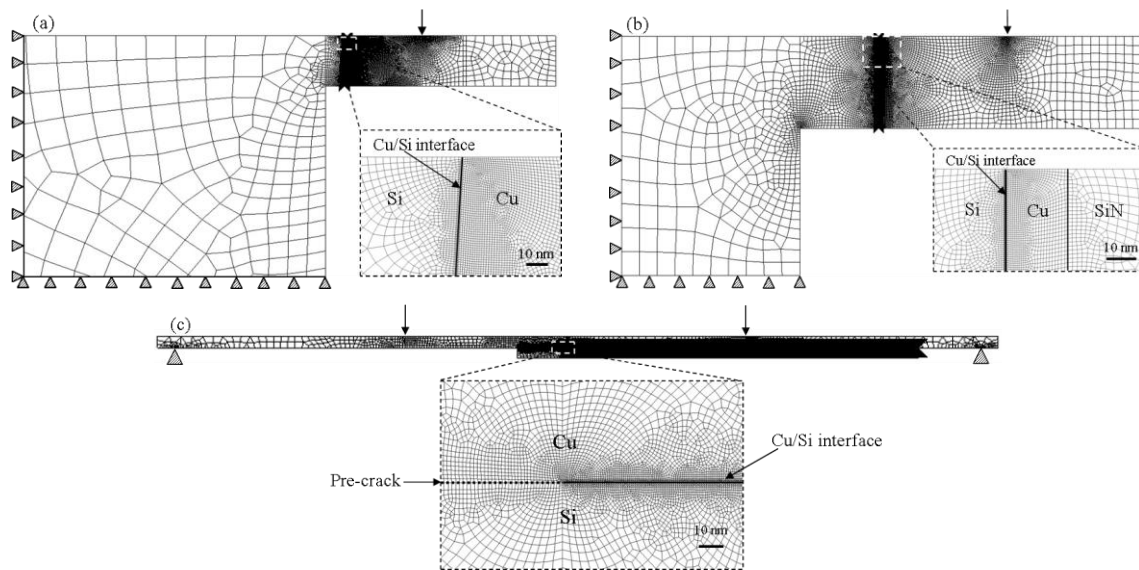 (a)
Cu/Si interface
Si
Cu
10 nm
(b)
Cu/Si interface
Si
Cu
SiN
10 nm
(c)
Cu
Cu/Si interface
Pre-crack
Si
10 nm